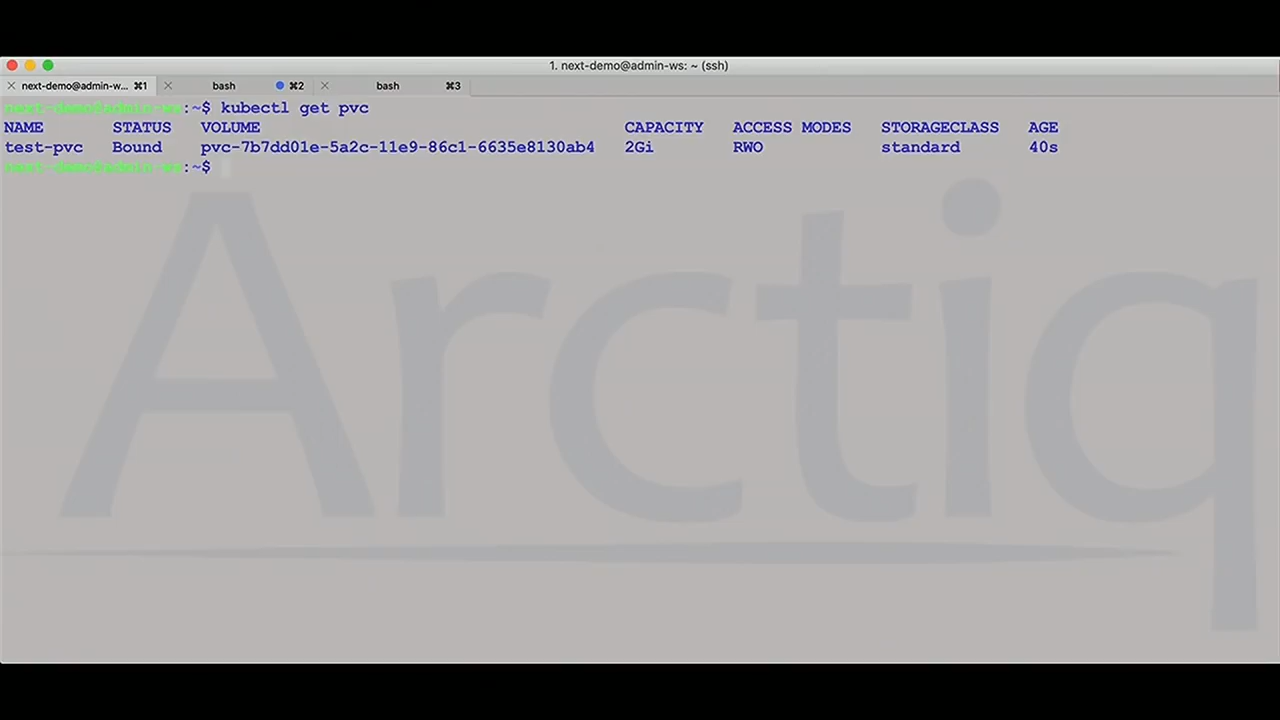 1. next-demo@admin-ws: ~ (ssh)
next-demo@admin-w... ⌘1 bash ⌘2 bash ⌘3
next-demo@admin-ws:~$ kubectl get pvc
NAME STATUS VOLUME CAPACITY ACCESS MODES STORAGECLASS AGE
test-pvc Bound pvc-7b7dd01e-5a2c-11e9-86c1-6635e8130ab4 2Gi RWO standard 40s
next-demo@admin-ws:~$
Arctiq